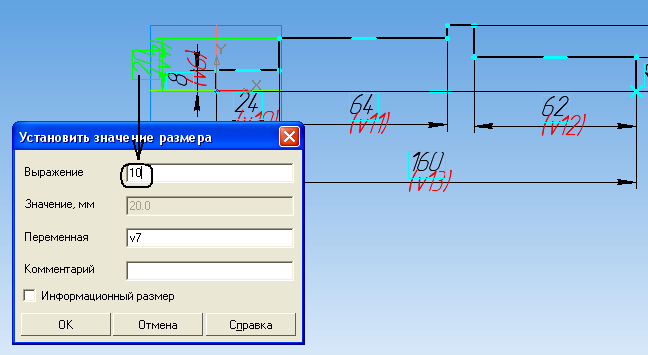 Y
X
8
(v6)
24
(v10)
64
(v11)
62
(v12)
160
(v13)
Установить значение размера
Выражение 10
Значение, мм 20.0
Переменная v7
Комментарий
Информационный размер
OK Отмена Справка